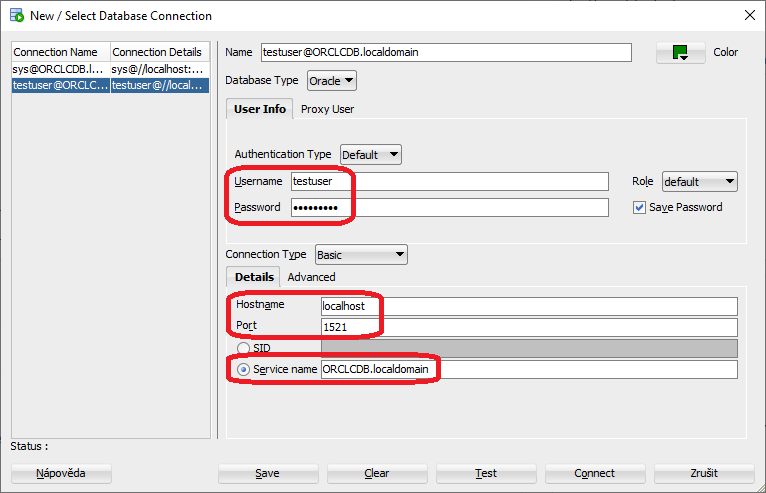 New / Select Database Connection
Connection Name Connection Details
sys@ORCLCDB.l... sys@//localhost:...
testuser@ORCLC... testuser@//local...
Name testuser@ORCLCDB.localdomain Color
Database Type Oracle
User Info Proxy User
Authentication Type Default
Username testuser Role default
Password ••••••••• Save Password
Connection Type Basic
Details Advanced
Hostname localhost
Port 1521
SID
Service name ORCLCDB.localdomain
Status :
Nápověda Save Clear Test Connect Zrušit